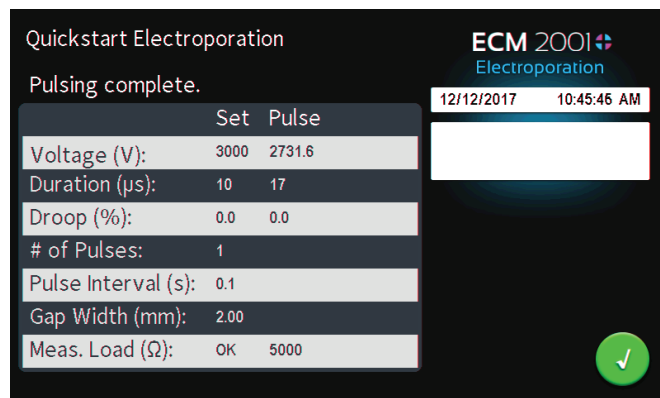 Quickstart Electroporation
ECM 2001
Electroporation
Pulsing complete.
12/12/2017 10:45:46 AM
Set Pulse
Voltage (V): 3000 2731.6
Duration (µs): 10 17
Droop (%): 0.0 0.0
# of Pulses: 1
Pulse Interval (s): 0.1
Gap Width (mm): 2.00
Meas. Load (Ω): OK 5000